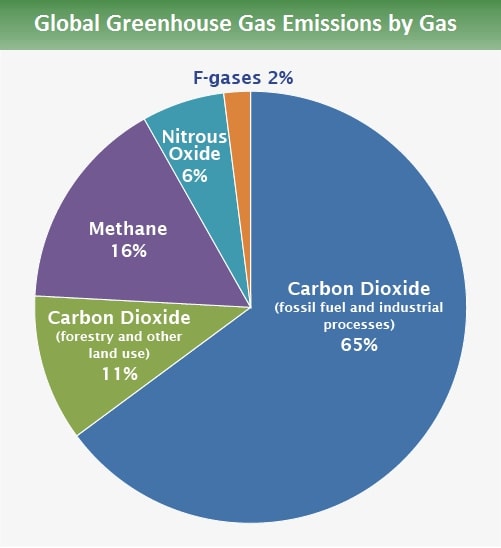 Global Greenhouse Gas Emissions by Gas
F-gases 2%
Nitrous
Oxide
6%
Methane
16%
Carbon Dioxide
(fossil fuel and industrial
processes)
65%
Carbon Dioxide
(forestry and other
land use)
11%